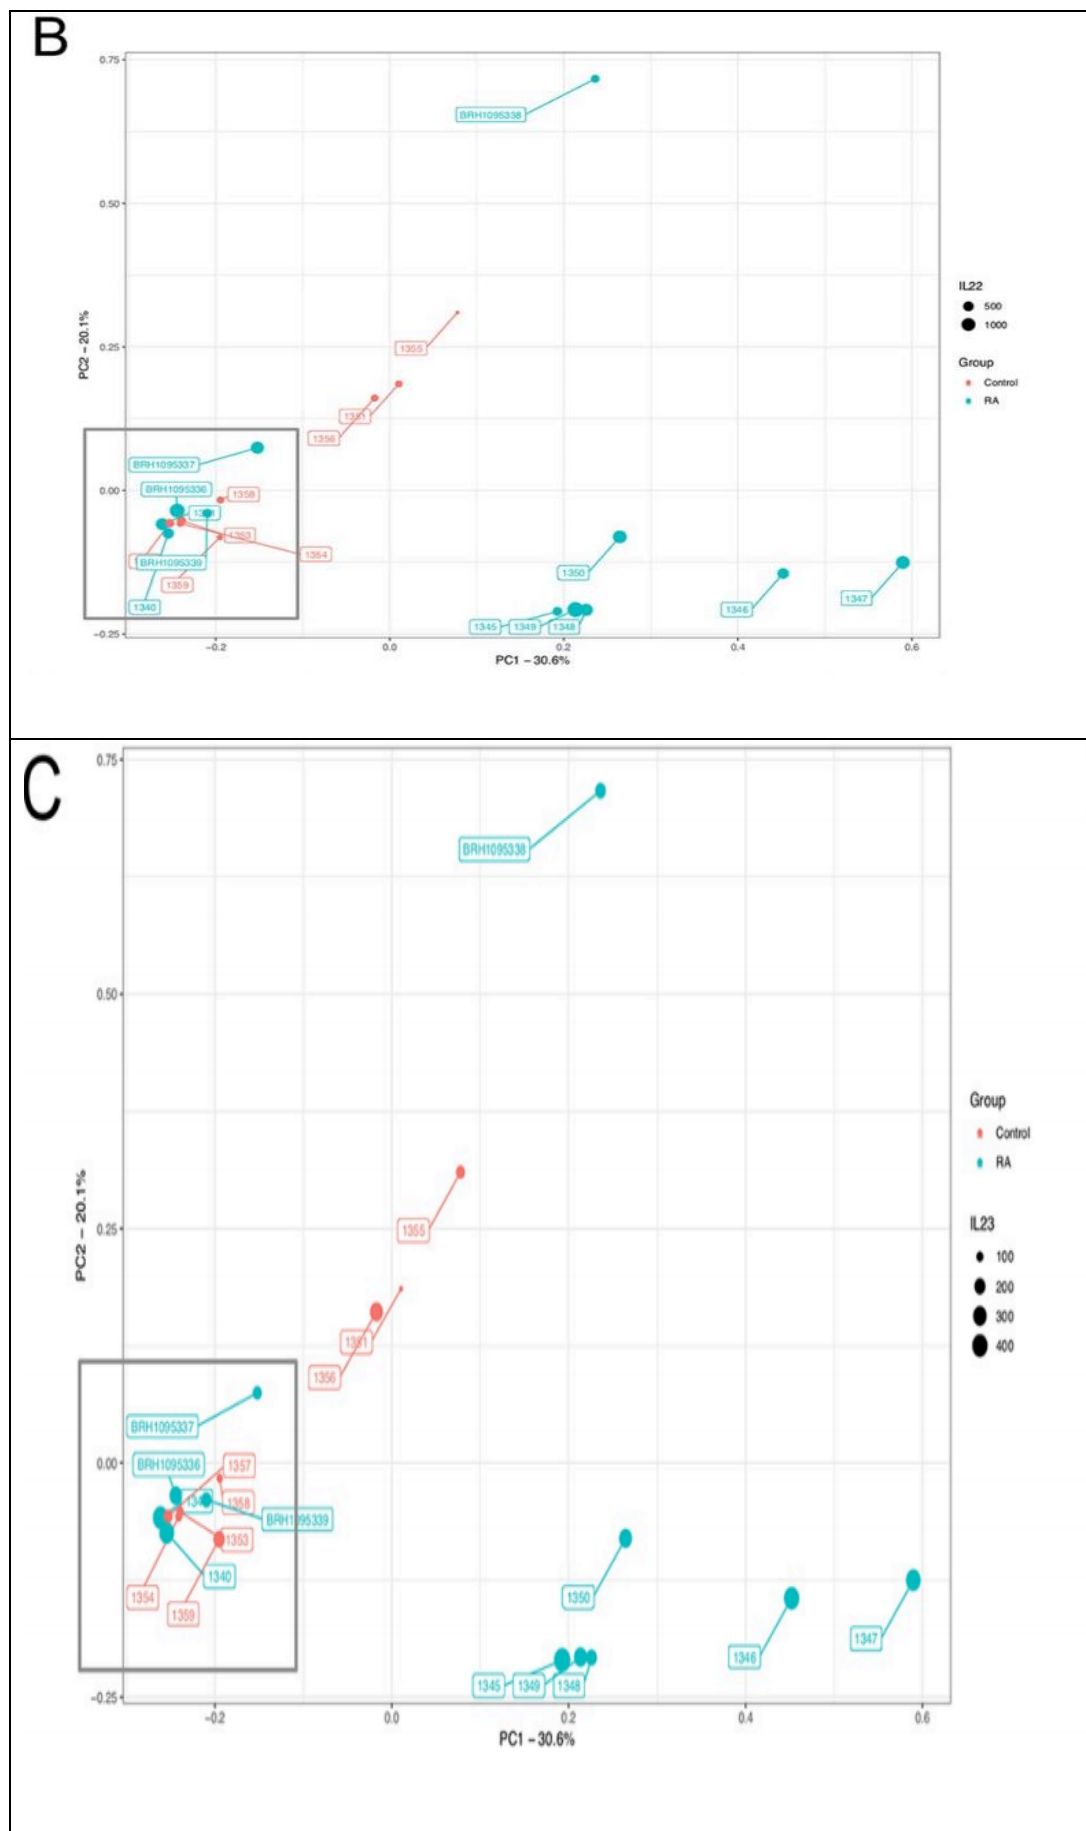 B
0.75
BRH1095338
0.50
IL22
500
1000
PC2 – 20.1%
0.25
1355
Group
Control
RA
1351
1356
BRH1095337
BRH1095336
0.00
1358
1353
1354
BRH1095339
1359
1340
1350
1347
1346
1345
1349
1348
−0.25
−0.2
0.0
0.2
0.4
0.6
PC1 – 30.6%
C
0.75
BRH1095338
0.50
Group
Control
RA
PC2 – 20.1%
0.25
1355
IL23
100
200
300
400
1356
BRH1095337
0.00
BRH1095336
1357
1358
BRH1095339
1353
1340
1354
1359
1350
1347
1346
1345
1349
1348
−0.25
−0.2
0.0
0.2
0.4
0.6
PC1 – 30.6%